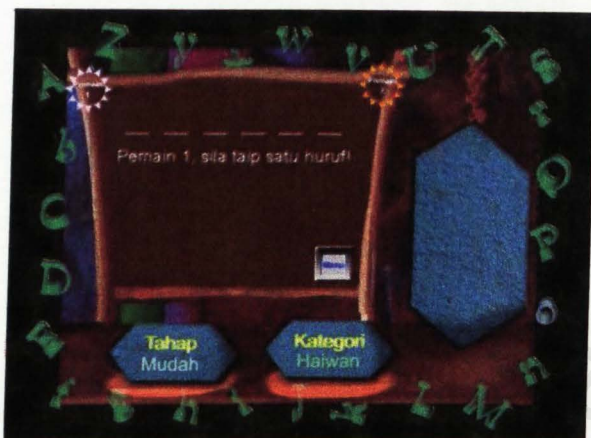 Z y x W v U T S
A
b
C
D
_ _ _ _ _ _
Pemain 1, sila taip satu huruf!
Q
P
o
n
Tahap
Mudah
Kategori
Haiwan
f g h i j K L M